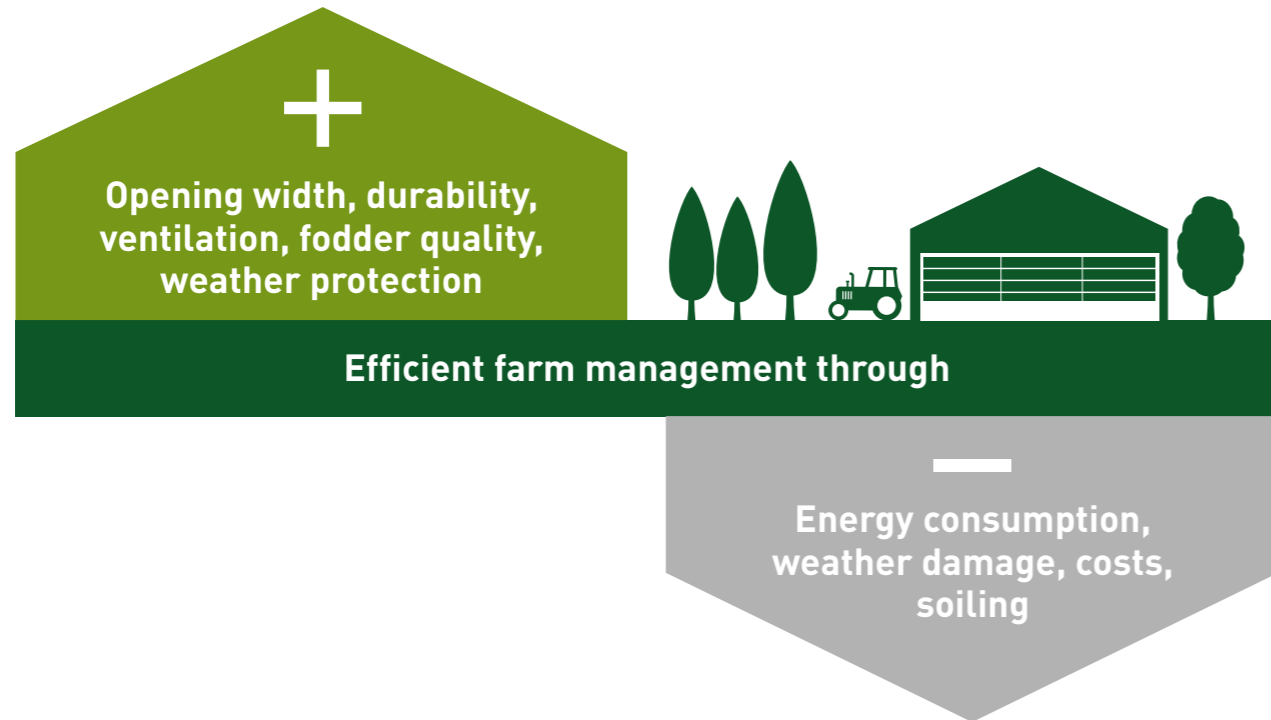 +
Opening width, durability,
ventilation, fodder quality,
weather protection
Efficient farm management through
—
Energy consumption,
weather damage, costs,
soiling